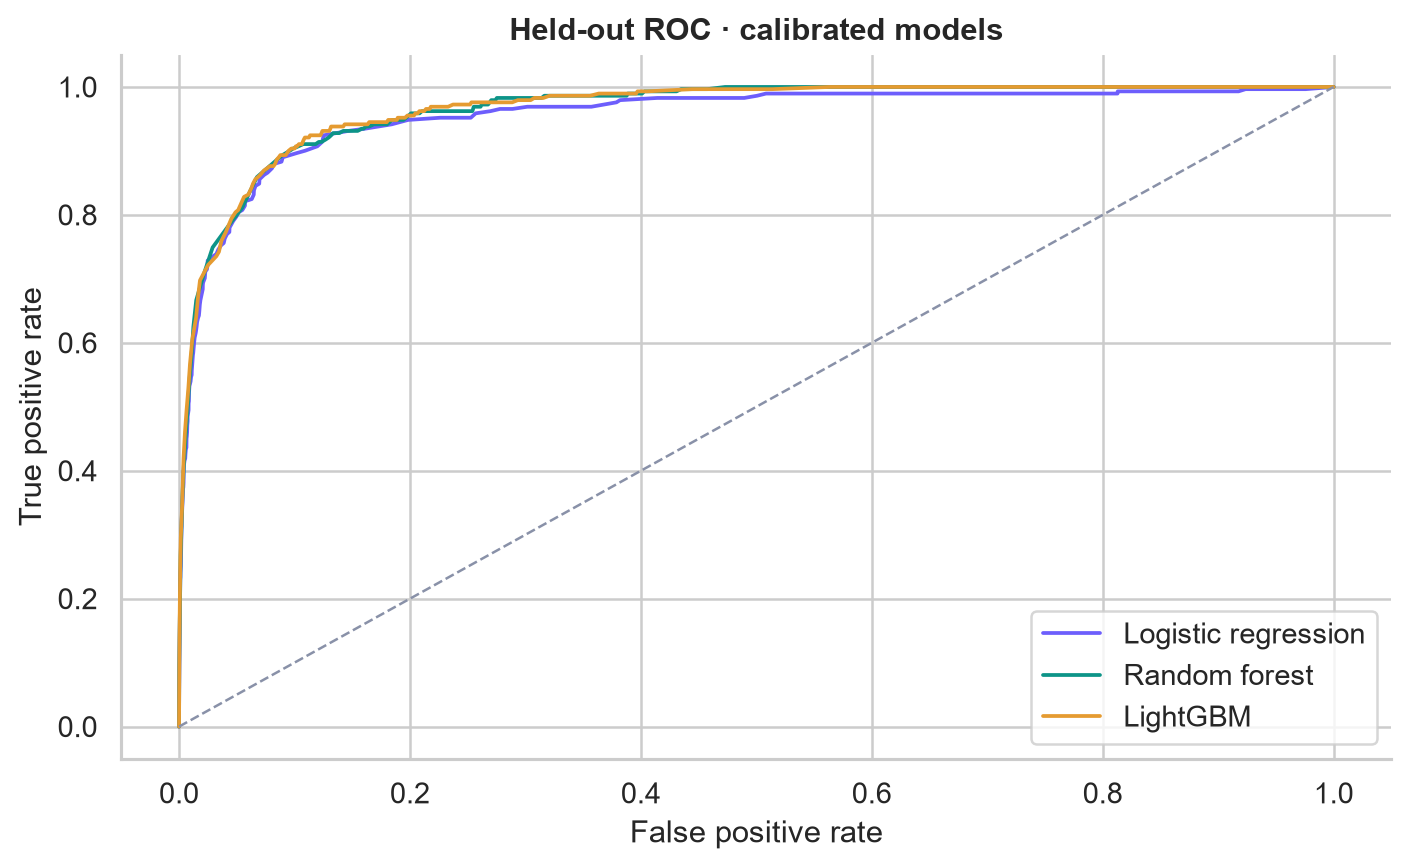 Held-out ROC · calibrated models
True positive rate
1.0
0.8
0.6
0.4
0.2
0.0
0.0 0.2 0.4 0.6 0.8 1.0
False positive rate
Logistic regression
Random forest
LightGBM